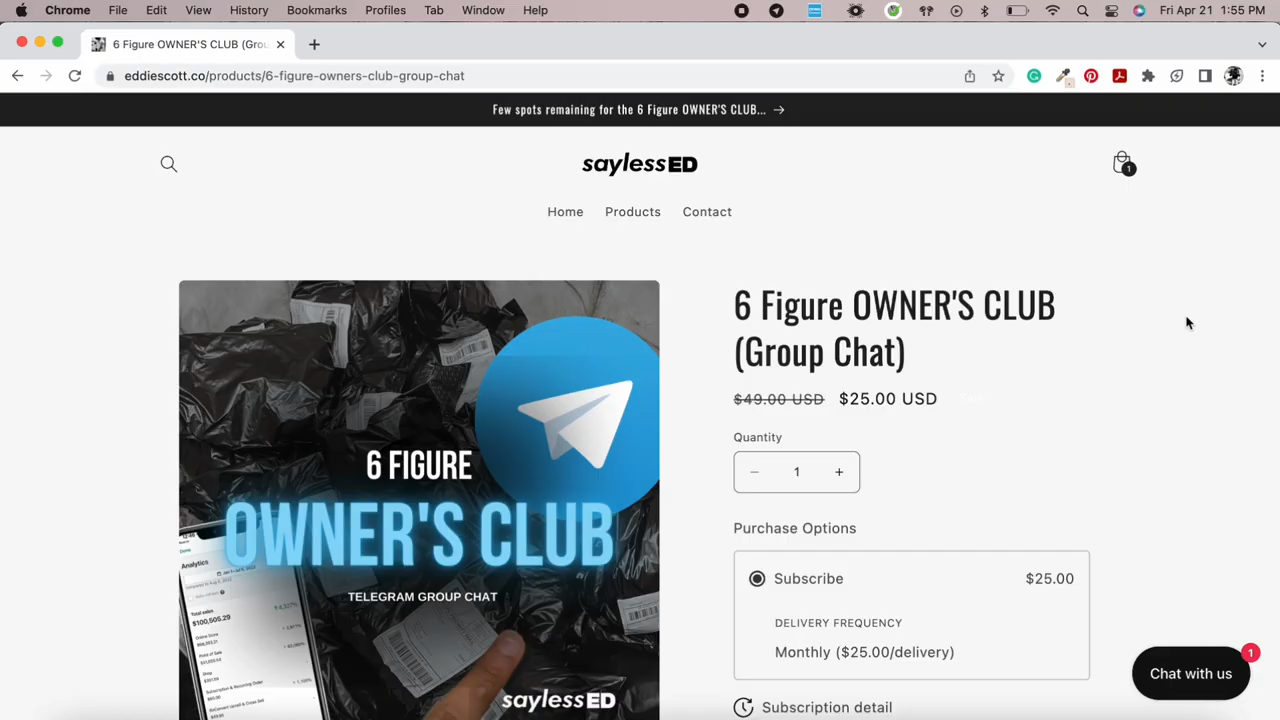 Chrome File Edit View History Bookmarks Profiles Tab Window Help Fri Apr 21 1:55 PM
6 Figure OWNER'S CLUB (Grou
eddiescott.co/products/6-figure-owners-club-group-chat
Few spots remaining for the 6 Figure OWNER'S CLUB... →
saylessED
1
Home Products Contact
6 Figure OWNER'S CLUB
(Group Chat)
$49.00 USD $25.00 USD
Quantity
− 1 +
Purchase Options
Subscribe $25.00
DELIVERY FREQUENCY
Monthly ($25.00/delivery)
Subscription detail
6 FIGURE
OWNER'S CLUB
TELEGRAM GROUP CHAT
saylessED
Analytics
Total sales
$100,505.29
Chat with us
1